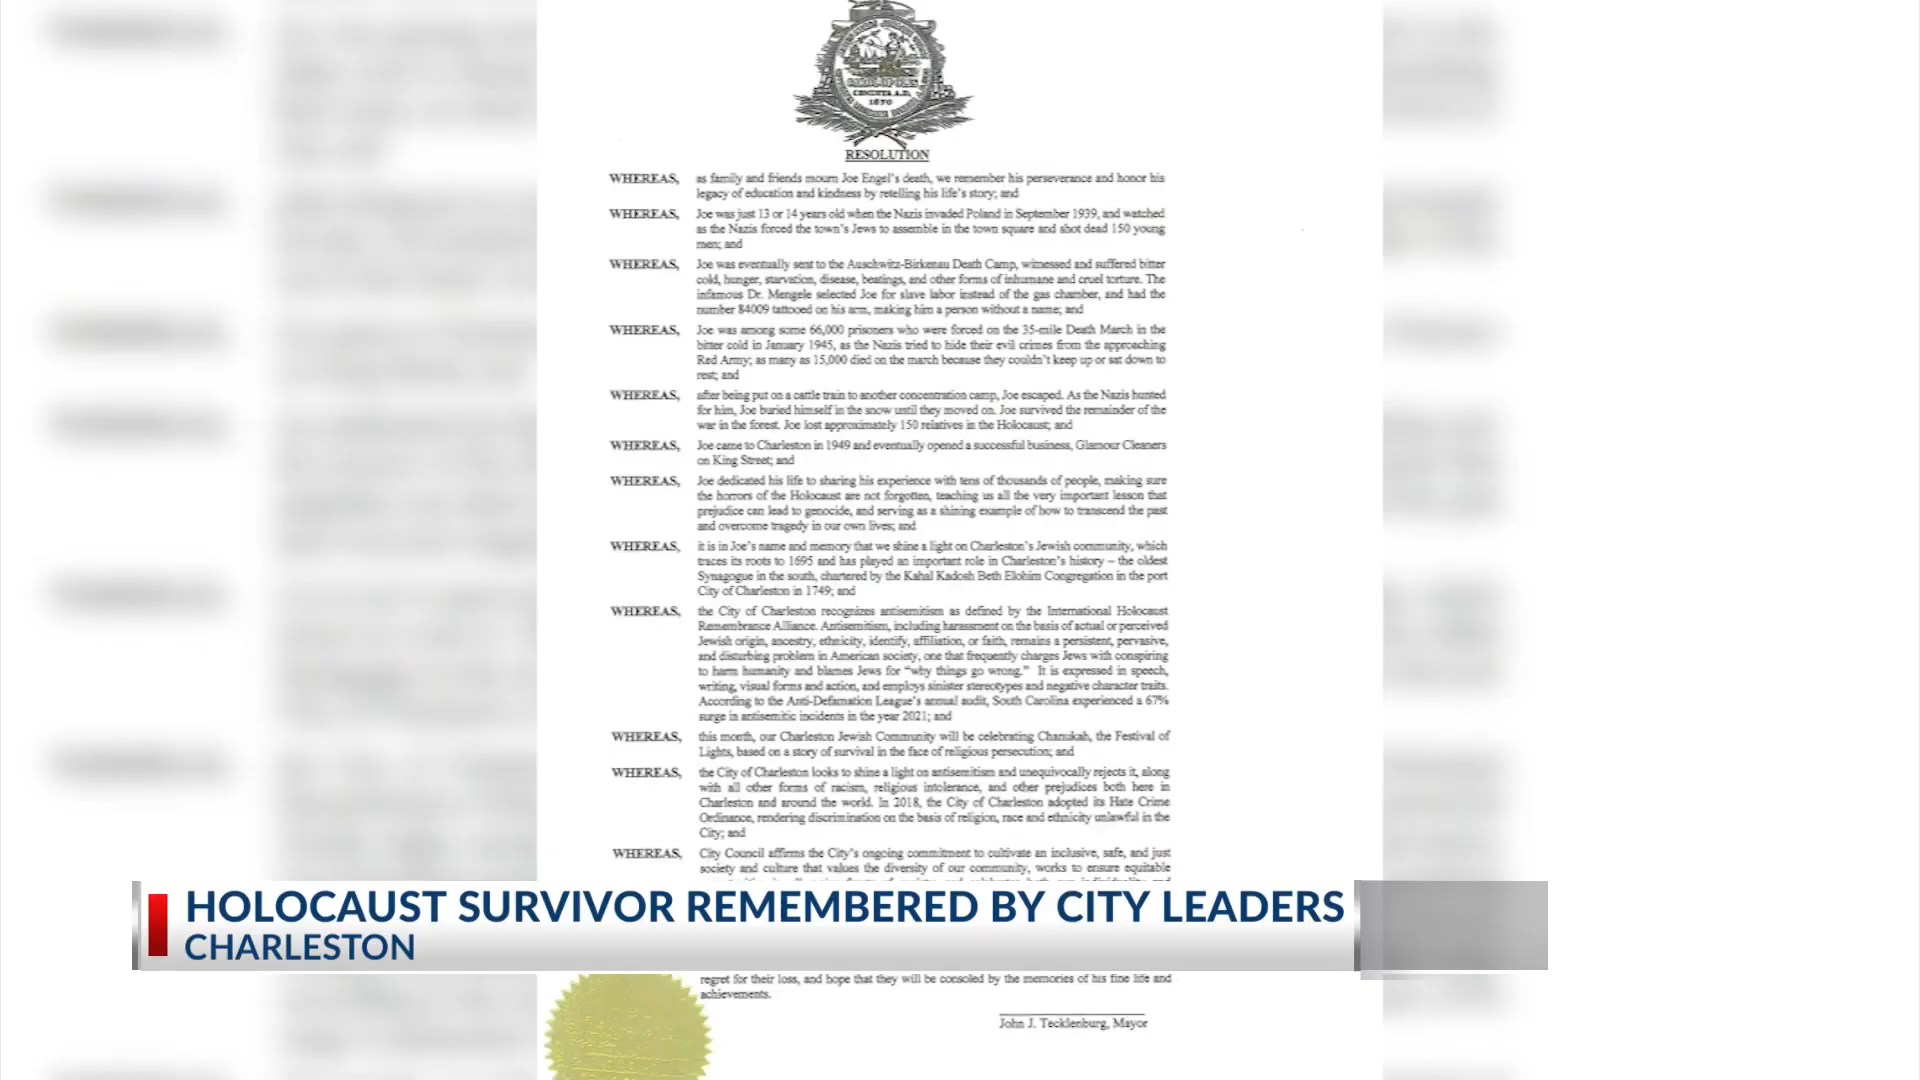 CONDITA A.D.
1670
RESOLUTION
WHEREAS, as family and friends mourn Joe Engel's death, we remember his perseverance and honor his
legacy of education and kindness by retelling his life's story; and
WHEREAS, Joe was just 13 or 14 years old when the Nazis invaded Poland in September 1939, and watched
as the Nazis forced the town's Jews to assemble in the town square and shot dead 150 young
men; and
WHEREAS, Joe was eventually sent to the Auschwitz-Birkenau Death Camp, witnessed and suffered bitter
cold, hunger, starvation, disease, beatings, and other forms of inhumane and cruel torture. The
infamous Dr. Mengele selected Joe for slave labor instead of the gas chamber, and had the
number 84009 tattooed on his arm, making him a person without a name; and
WHEREAS, Joe was among some 66,000 prisoners who were forced on the 35-mile Death March in the
bitter cold in January 1945, as the Nazis tried to hide their evil crimes from the approaching
Red Army; as many as 15,000 died on the march because they couldn't keep up or sat down to
rest; and
WHEREAS, after being put on a cattle train to another concentration camp, Joe escaped. As the Nazis hunted
for him, Joe buried himself in the snow until they moved on. Joe survived the remainder of the
war in the forest. Joe lost approximately 150 relatives in the Holocaust; and
WHEREAS, Joe came to Charleston in 1949 and eventually opened a successful business, Glamour Cleaners
on King Street; and
WHEREAS, Joe dedicated his life to sharing his experience with tens of thousands of people, making sure
the horrors of the Holocaust are not forgotten, teaching us all the very important lesson that
prejudice can lead to genocide, and serving as a shining example of how to transcend the past
and overcome tragedy in our own lives; and
WHEREAS, it is in Joe's name and memory that we shine a light on Charleston's Jewish community, which
traces its roots to 1695 and has played an important role in Charleston's history – the oldest
Synagogue in the south, chartered by the Kahal Kadosh Beth Elohim Congregation in the port
City of Charleston in 1749; and
WHEREAS, the City of Charleston recognizes antisemitism as defined by the International Holocaust
Remembrance Alliance. Antisemitism, including harassment on the basis of actual or perceived
Jewish origin, ancestry, ethnicity, identify, affiliation, or faith, remains a persistent, pervasive,
and disturbing problem in American society, one that frequently charges Jews with conspiring
to harm humanity and blames Jews for "why things go wrong." It is expressed in speech,
writing, visual forms and action, and employs sinister stereotypes and negative character traits.
According to the Anti-Defamation League's annual audit, South Carolina experienced a 67%
surge in antisemitic incidents in the year 2021; and
WHEREAS, this month, our Charleston Jewish Community will be celebrating Chanukah, the Festival of
Lights, based on a story of survival in the face of religious persecution; and
WHEREAS, the City of Charleston looks to shine a light on antisemitism and unequivocally rejects it, along
with all other forms of racism, religious intolerance, and other prejudices both here in
Charleston and around the world. In 2018, the City of Charleston adopted its Hate Crime
Ordinance, rendering discrimination on the basis of religion, race and ethnicity unlawful in the
City; and
WHEREAS, City Council affirms the City's ongoing commitment to cultivate an inclusive, safe, and just
society and culture that values the diversity of our community, works to ensure equitable
HOLOCAUST SURVIVOR REMEMBERED BY CITY LEADERS
CHARLESTON
regret for their loss, and hope that they will be consoled by the memories of his fine life and
achievements.
John J. Tecklenburg, Mayor